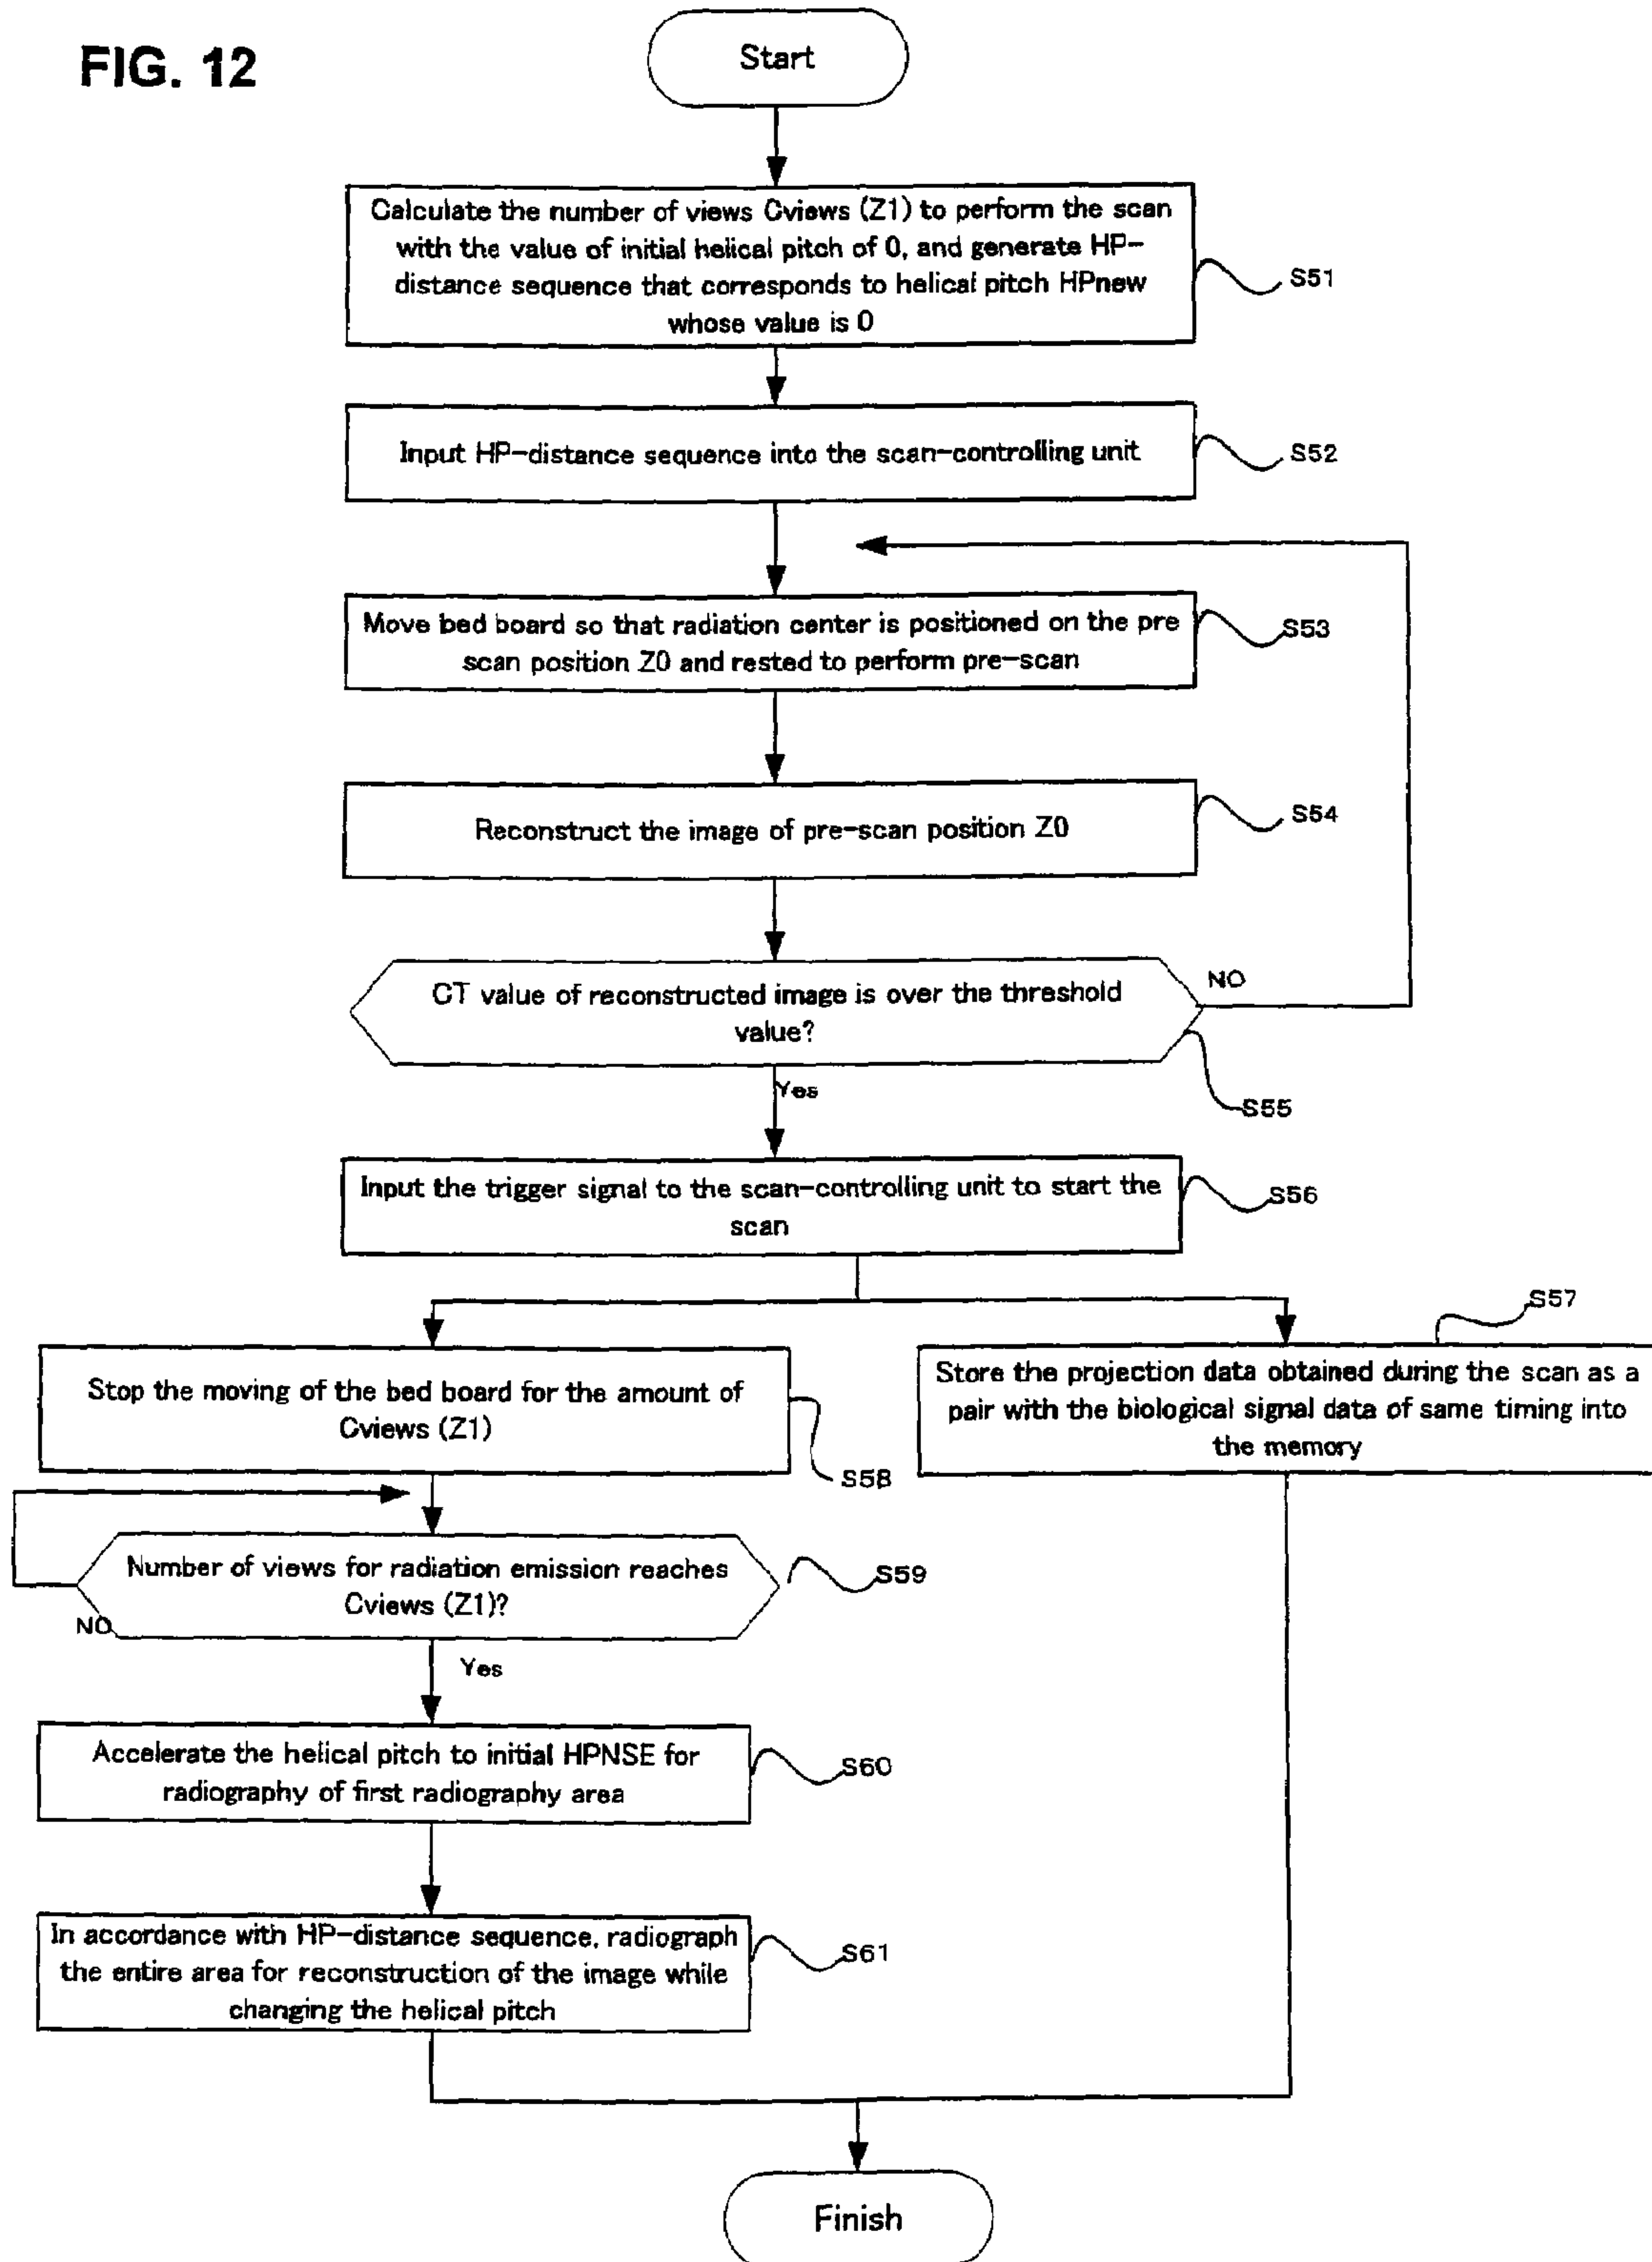 FIG. 12
Start
Calculate the number of views Cviews (Z1) to perform the scan
with the value of initial helical pitch of 0, and generate HP-
distance sequence that corresponds to helical pitch HPnew
whose value is 0
S51
Input HP-distance sequence into the scan-controlling unit
S52
Move bed board so that radiation center is positioned on the pre
scan position Z0 and rested to perform pre-scan
S53
Reconstruct the image of pre-scan position Z0
S54
CT value of reconstructed image is over the threshold
value?
NO
S55
Yes
Input the trigger signal to the scan-controlling unit to start the
scan
S56
S57
Stop the moving of the bed board for the amount of
Cviews (Z1)
S58
Store the projection data obtained during the scan as a
pair with the biological signal data of same timing into
the memory
Number of views for radiation emission reaches
Cviews (Z1)?
S59
NO
Yes
Accelerate the helical pitch to initial HPNSE for
radiography of first radiography area
S60
In accordance with HP-distance sequence, radiograph
the entire area for reconstruction of the image while
changing the helical pitch
S61
Finish